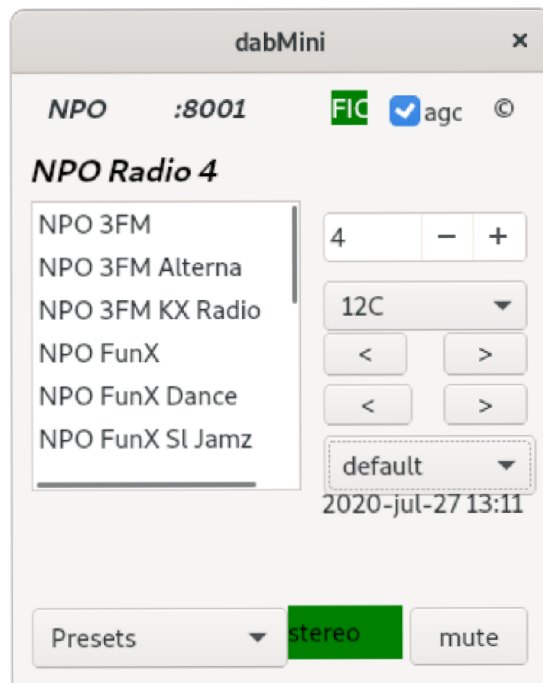 dabMini ×
NPO :8001 FIC agc ©
NPO Radio 4
NPO 3FM
NPO 3FM Alterna
NPO 3FM KX Radio
NPO FunX
NPO FunX Dance
NPO FunX Sl Jamz
4 − +
12C
< >
< >
default
2020-jul-27 13:11
Presets stereo mute